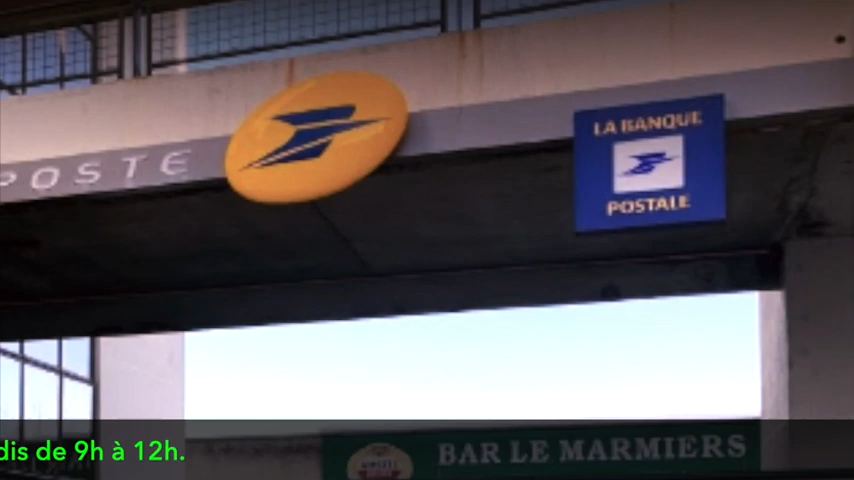 POSTE
LA BANQUE
POSTALE
dis de 9h à 12h.
BAR LE MARMIERS